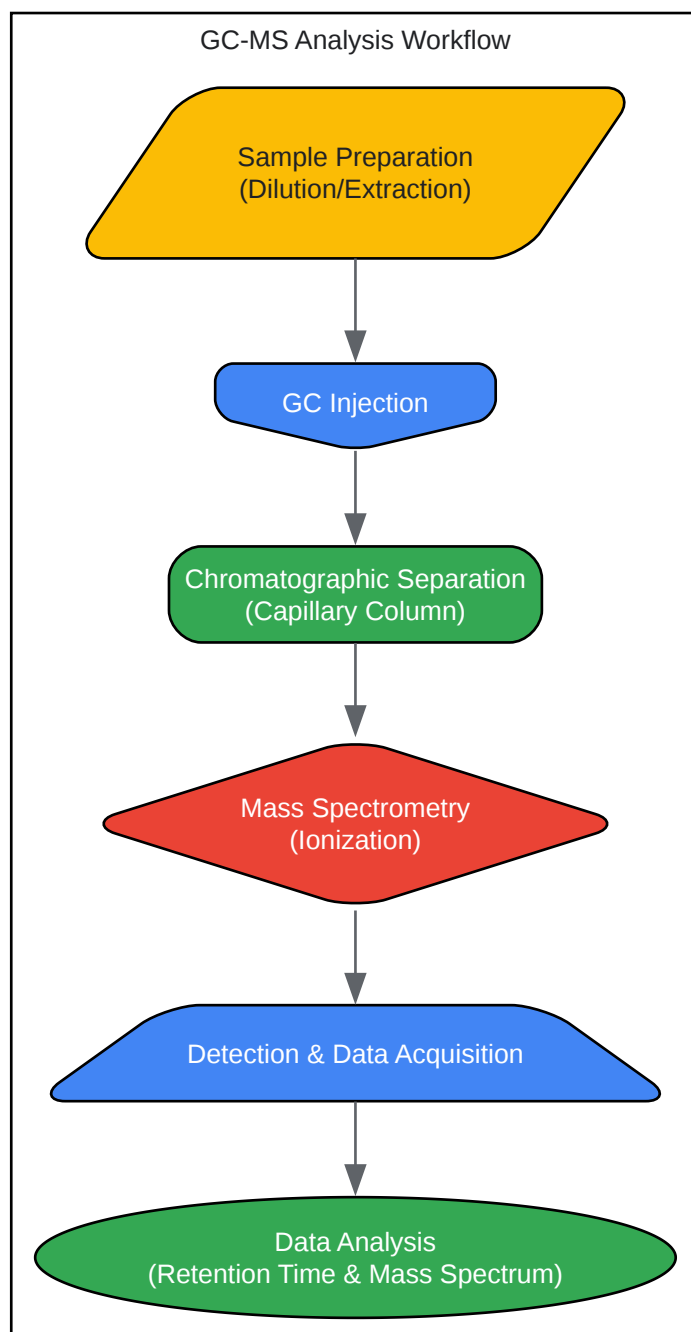 GC-MS Analysis Workflow
Sample Preparation
(Dilution/Extraction)
GC Injection
Chromatographic Separation
(Capillary Column)
Mass Spectrometry
(Ionization)
Detection & Data Acquisition
Data Analysis
(Retention Time & Mass Spectrum)